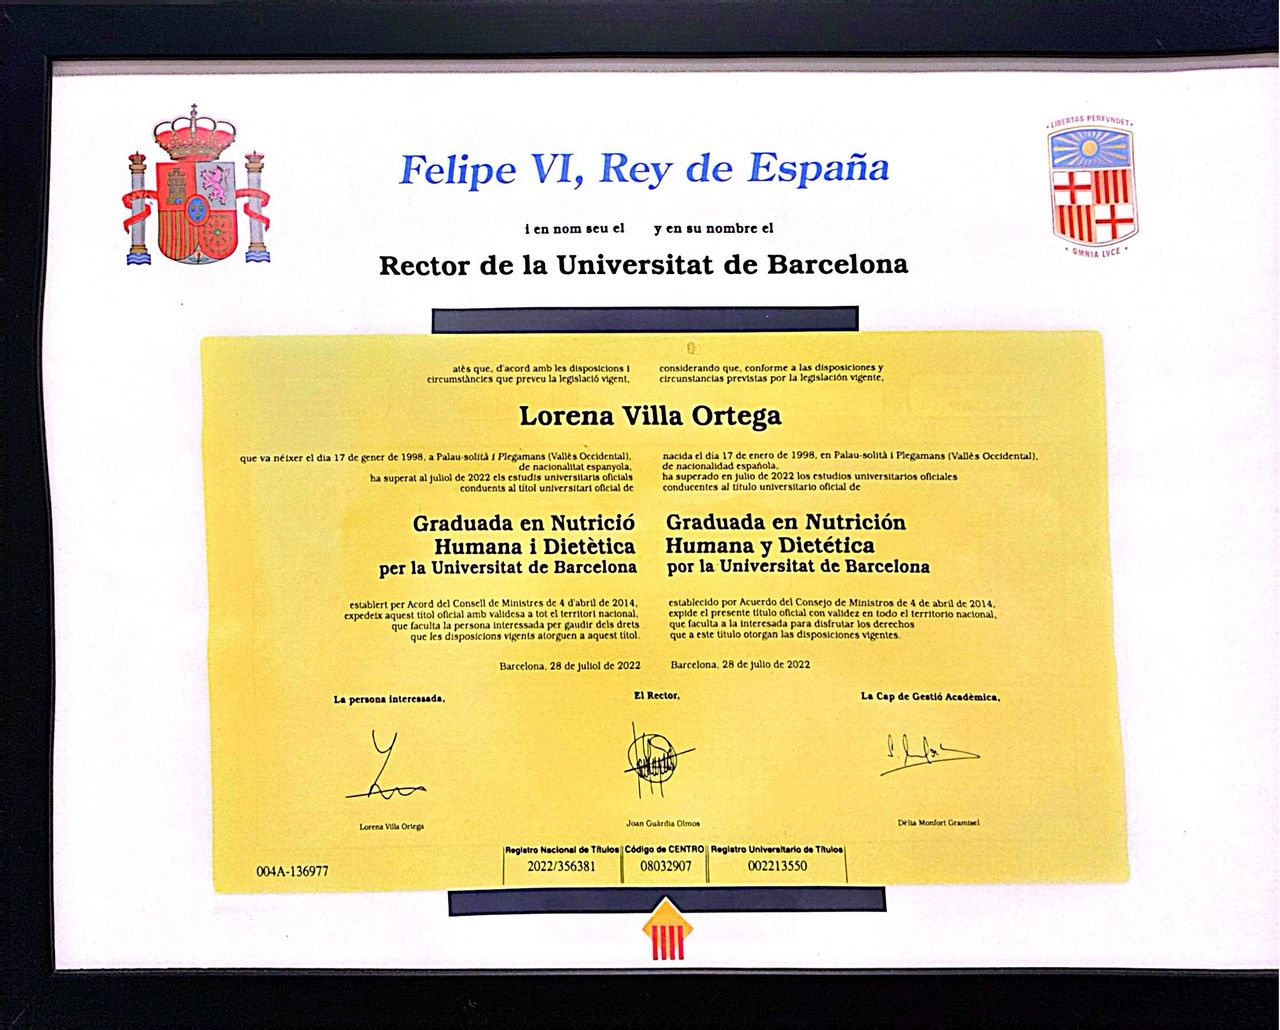 LIBERTAS PERFVNDET
Felipe VI, Rey de España
i en nom seu el y en su nombre el
OMNIA LVCE
Rector de la Universitat de Barcelona
atès que, d'acord amb les disposicions i
circumstàncies que preveu la legislació vigent,
considerando que, conforme a las disposiciones y
circunstancias previstas por la legislación vigente,
Lorena Villa Ortega
que va néixer el dia 17 de gener de 1998, a Palau-solità i Plegamans (Vallès Occidental),
de nacionalitat espanyola,
ha superat al juliol de 2022 els estudis universitaris oficials
conduents al títol universitari oficial de
nacida el día 17 de enero de 1998, en Palau-solità i Plegamans (Vallès Occidental),
de nacionalidad española,
ha superado en julio de 2022 los estudios universitarios oficiales
conducentes al título universitario oficial de
Graduada en Nutrició
Humana i Dietètica
per la Universitat de Barcelona
Graduada en Nutrición
Humana y Dietética
por la Universitat de Barcelona
establert per Acord del Consell de Ministres de 4 d'abril de 2014,
expedeix aquest títol oficial amb validesa a tot el territori nacional,
que faculta la persona interessada per gaudir dels drets
que les disposicions vigents atorguen a aquest títol.
establecido por Acuerdo del Consejo de Ministros de 4 de abril de 2014,
expide el presente título oficial con validez en todo el territorio nacional,
que faculta a la interesada para disfrutar los derechos
que a este título otorgan las disposiciones vigentes.
Barcelona, 28 de juliol de 2022
Barcelona, 28 de julio de 2022
La persona interessada,
El Rector,
La Cap de Gestió Acadèmica,
Lorena Villa Ortega
Joan Guàrdia Olmos
Dèlia Monfort Gramisel
Registro Nacional de Títulos
2022/356381
Código de CENTRO
08032907
Registro Universitario de Títulos
002213550
004A-136977